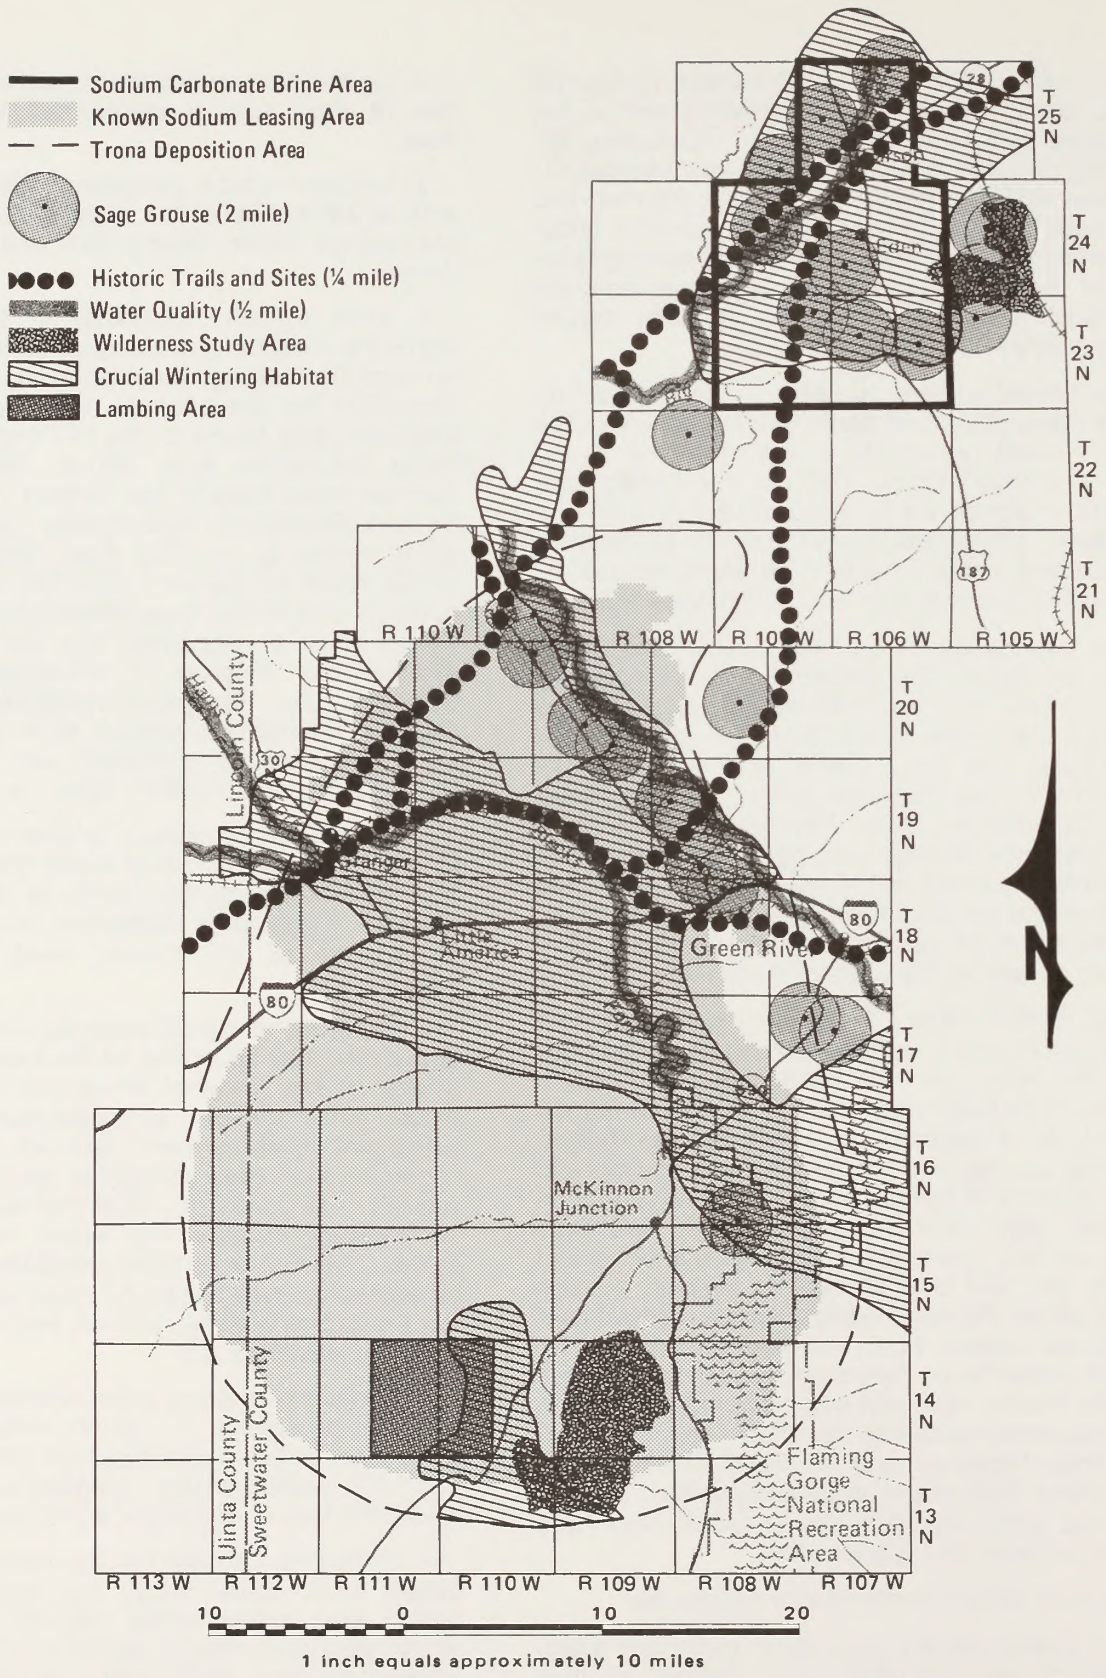 Sodium Carbonate Brine Area
Known Sodium Leasing Area
Trona Deposition Area
Sage Grouse (2 mile)
Historic Trails and Sites (¼ mile)
Water Quality (½ mile)
Wilderness Study Area
Crucial Wintering Habitat
Lambing Area
28
T
25
N
Eden
T
24
N
T
23
N
T
22
N
187
T
21
N
R 110 W
R 108 W
R 107 W
R 106 W
R 105 W
Lincoln County
Hams
30
T
20
N
T
19
N
Granger
Little
America
80
Green River
T
18
N
80
T
17
N
N
McKinnon
Junction
T
16
N
T
15
N
T
14
N
Uinta County
Sweetwater County
Flaming
Gorge
National
Recreation
Area
T
13
N
R 113 W
R 112 W
R 111 W
R 110 W
R 109 W
R 108 W
R 107 W
10 0 10 20
1 inch equals approximately 10 miles